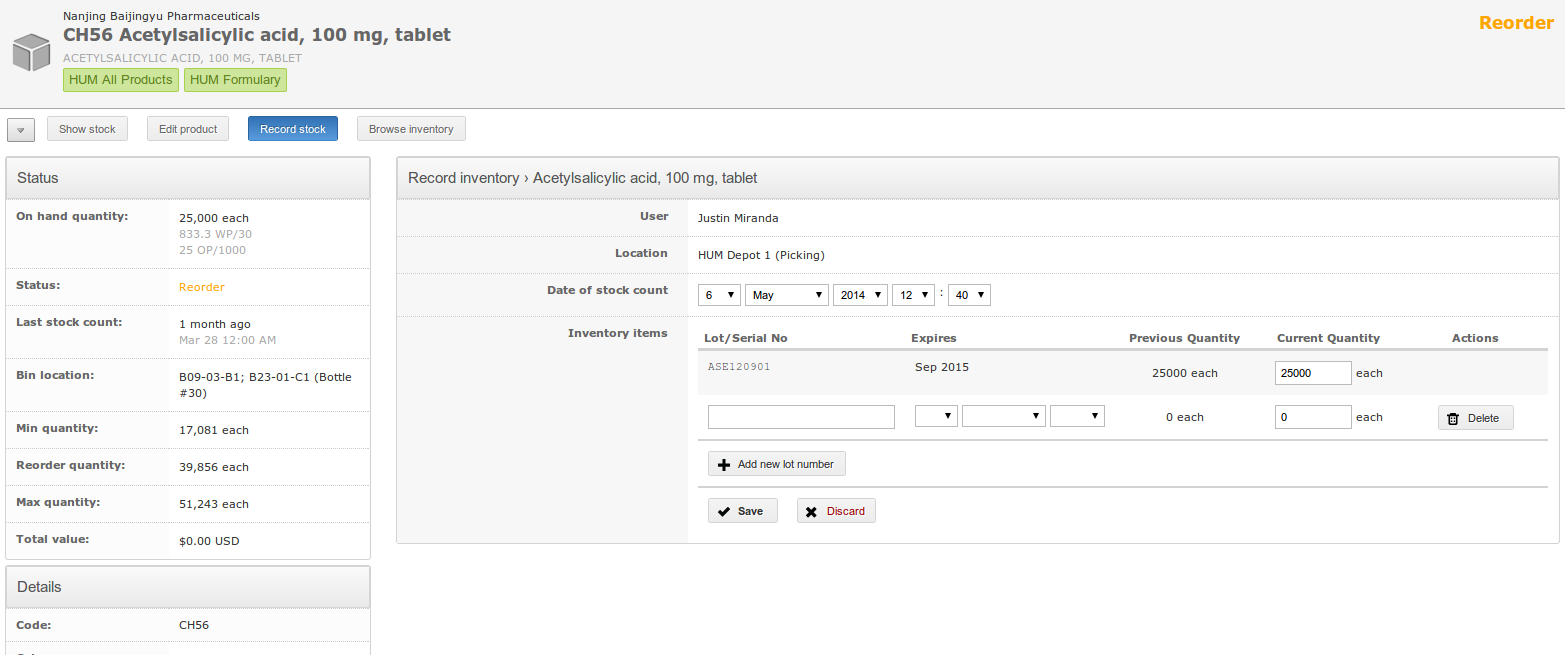 Nanjing Baijingyu Pharmaceuticals
CH56 Acetylsalicylic acid, 100 mg, tablet
Reorder
ACETYLSALICYLIC ACID, 100 MG, TABLET
HUM All Products HUM Formulary
Show stock Edit product Record stock Browse inventory
Status
On hand quantity: 25,000 each
833.3 WP/30
25 OP/1000
Status: Reorder
Last stock count: 1 month ago
Mar 28 12:00 AM
Bin location: B09-03-B1; B23-01-C1 (Bottle
#30)
Min quantity: 17,081 each
Reorder quantity: 39,856 each
Max quantity: 51,243 each
Total value: $0.00 USD
Details
Code: CH56
Record inventory › Acetylsalicylic acid, 100 mg, tablet
User Justin Miranda
Location HUM Depot 1 (Picking)
Date of stock count 6 May 2014 12 : 40
Inventory items Lot/Serial No Expires Previous Quantity Current Quantity Actions
ASE120901 Sep 2015 25000 each 25000 each
0 each 0 each Delete
Add new lot number
Save Discard